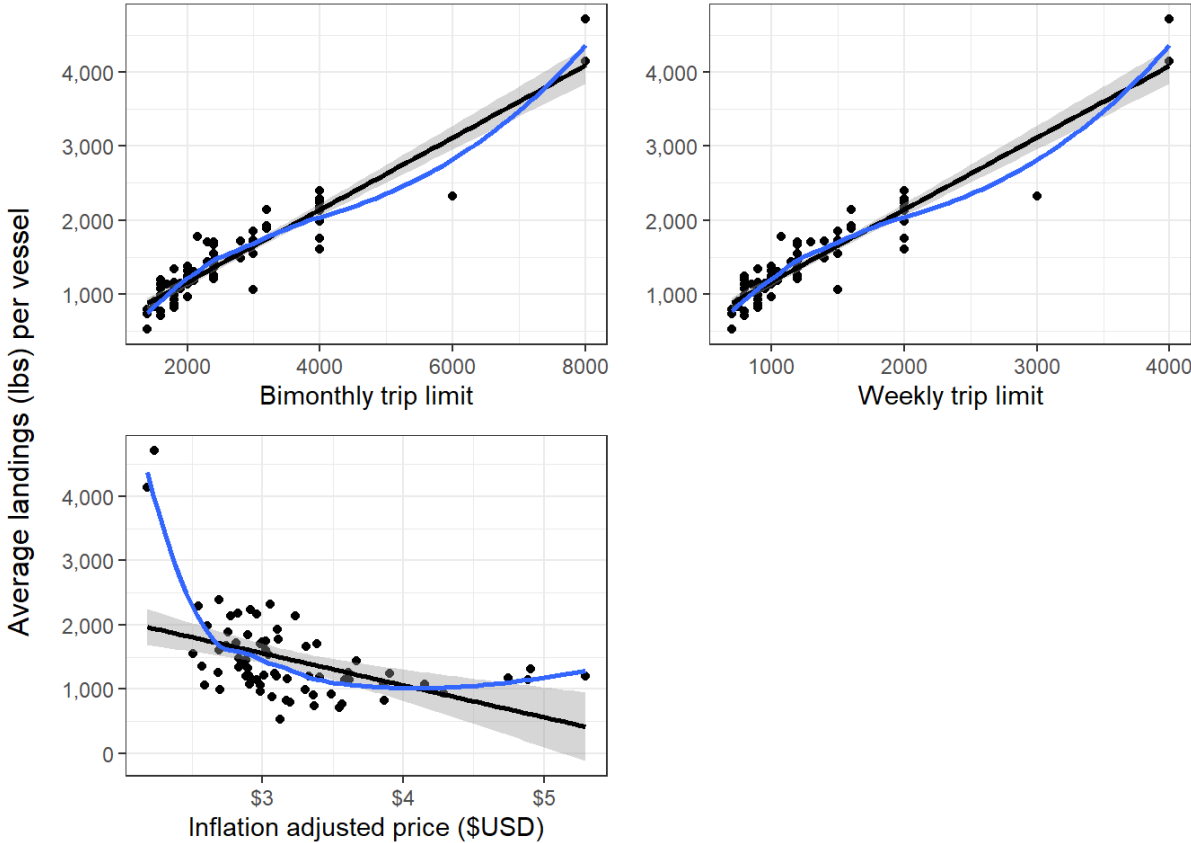 Average landings (lbs) per vessel
4,000
3,000
2,000
1,000
2000 4000 6000 8000
Bimonthly trip limit
4,000
3,000
2,000
1,000
1000 2000 3000 4000
Weekly trip limit
4,000
3,000
2,000
1,000
0
$3 $4 $5
Inflation adjusted price ($USD)